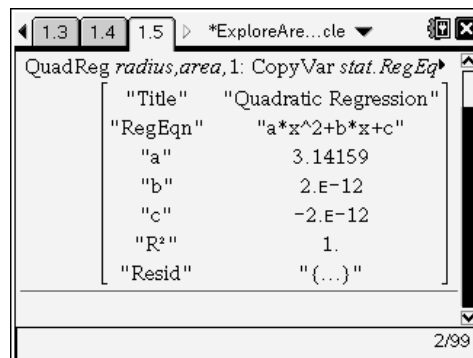 1.3 1.4 1.5 *ExploreAre...cle
QuadReg radius,area,1: CopyVar stat.RegEq
"Title" "Quadratic Regression"
"RegEqn" "a*x^2+b*x+c"
"a" 3.14159
"b" 2.E-12
"c" -2.E-12
"R²" 1.
"Resid" "{...}"
2/99